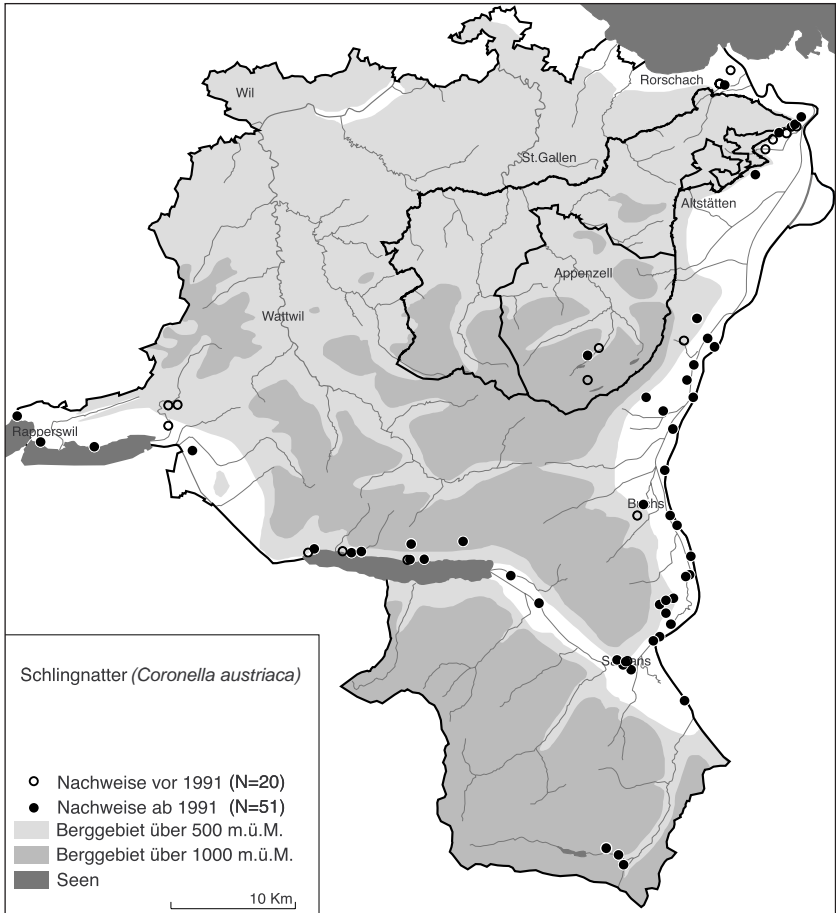 Rorschach
Wil
St.Gallen
Altstätten
Appenzell
Wattwil
Rapperswil
Buchs
Sargans
Schlingnatter (Coronella austriaca)
Nachweise vor 1991 (N=20)
Nachweise ab 1991 (N=51)
Berggebiet über 500 m.ü.M.
Berggebiet über 1000 m.ü.M.
Seen
10 Km